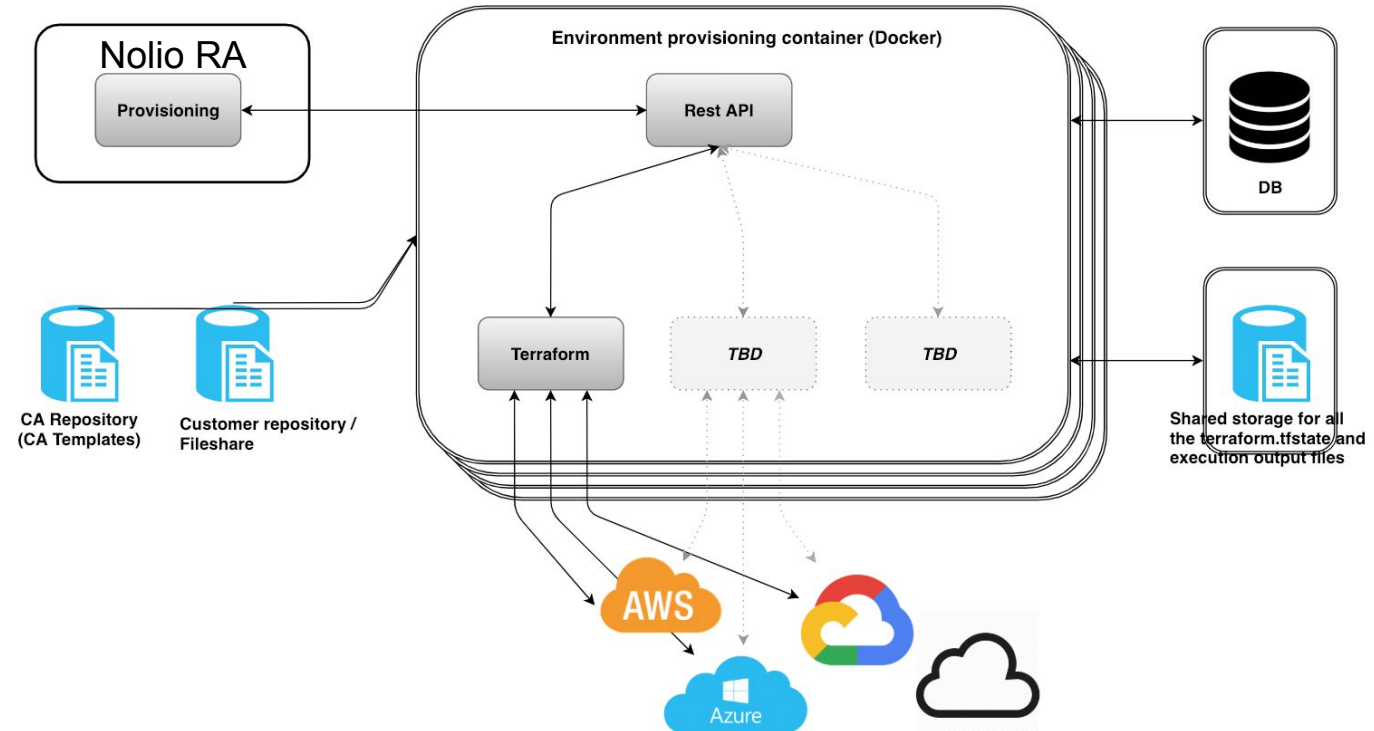 Nolio RA
Provisioning
Environment provisioning container (Docker)
Rest API
DB
Terraform
TBD
TBD
CA Repository
(CA Templates)
Customer repository /
Fileshare
Shared storage for all
the terraform.tfstate and
execution output files
AWS
Azure